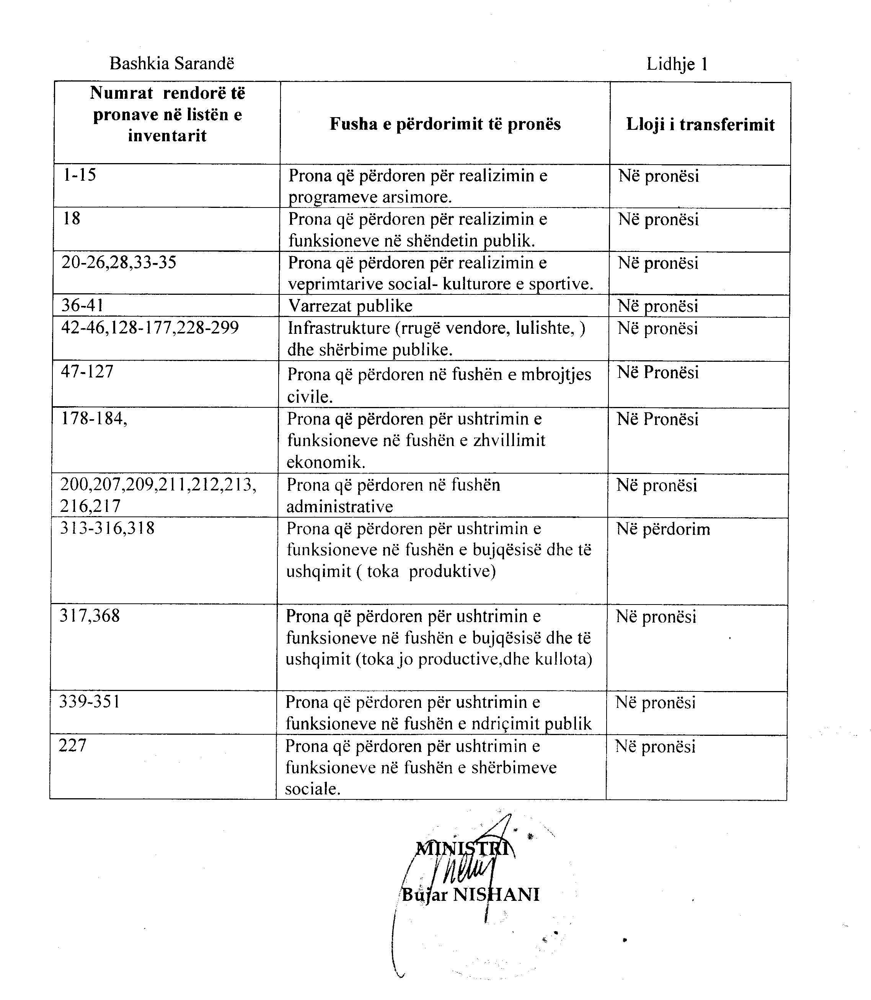 Bashkia Sarandë
Lidhje 1
Numrat rendorë të
pronave në listën e
inventarit
Fusha e përdorimit të pronës
Lloji i transferimit
1-15
Prona që përdoren për realizimin e
programeve arsimore.
Në pronësi
18
Prona që përdoren për realizimin e
funksioneve në shëndetin publik.
Në pronësi
20-26,28,33-35
Prona që përdoren për realizimin e
veprimtarive social- kulturore e sportive.
Në pronësi
36-41
Varrezat publike
Në pronësi
42-46,128-177,228-299
Infrastrukture (rrugë vendore, lulishte, )
dhe shërbime publike.
Në pronësi
47-127
Prona që përdoren në fushën e mbrojtjes
civile.
Në Pronësi
178-184,
Prona që përdoren për ushtrimin e
funksioneve në fushën e zhvillimit
ekonomik.
Në Pronësi
200,207,209,211,212,213,
216,217
Prona që përdoren në fushën
administrative
Në pronësi
313-316,318
Prona që përdoren për ushtrimin e
funksioneve në fushën e bujqësisë dhe të
ushqimit ( toka produktive)
Në përdorim
317,368
Prona që përdoren për ushtrimin e
funksioneve në fushën e bujqësisë dhe të
ushqimit (toka jo productive,dhe kullota)
Në pronësi
339-351
Prona që përdoren për ushtrimin e
funksioneve në fushën e ndriçimit publik
Në pronësi
227
Prona që përdoren për ushtrimin e
funksioneve në fushën e shërbimeve
sociale.
Në pronësi
MINISTRI
Bujar NISHANI